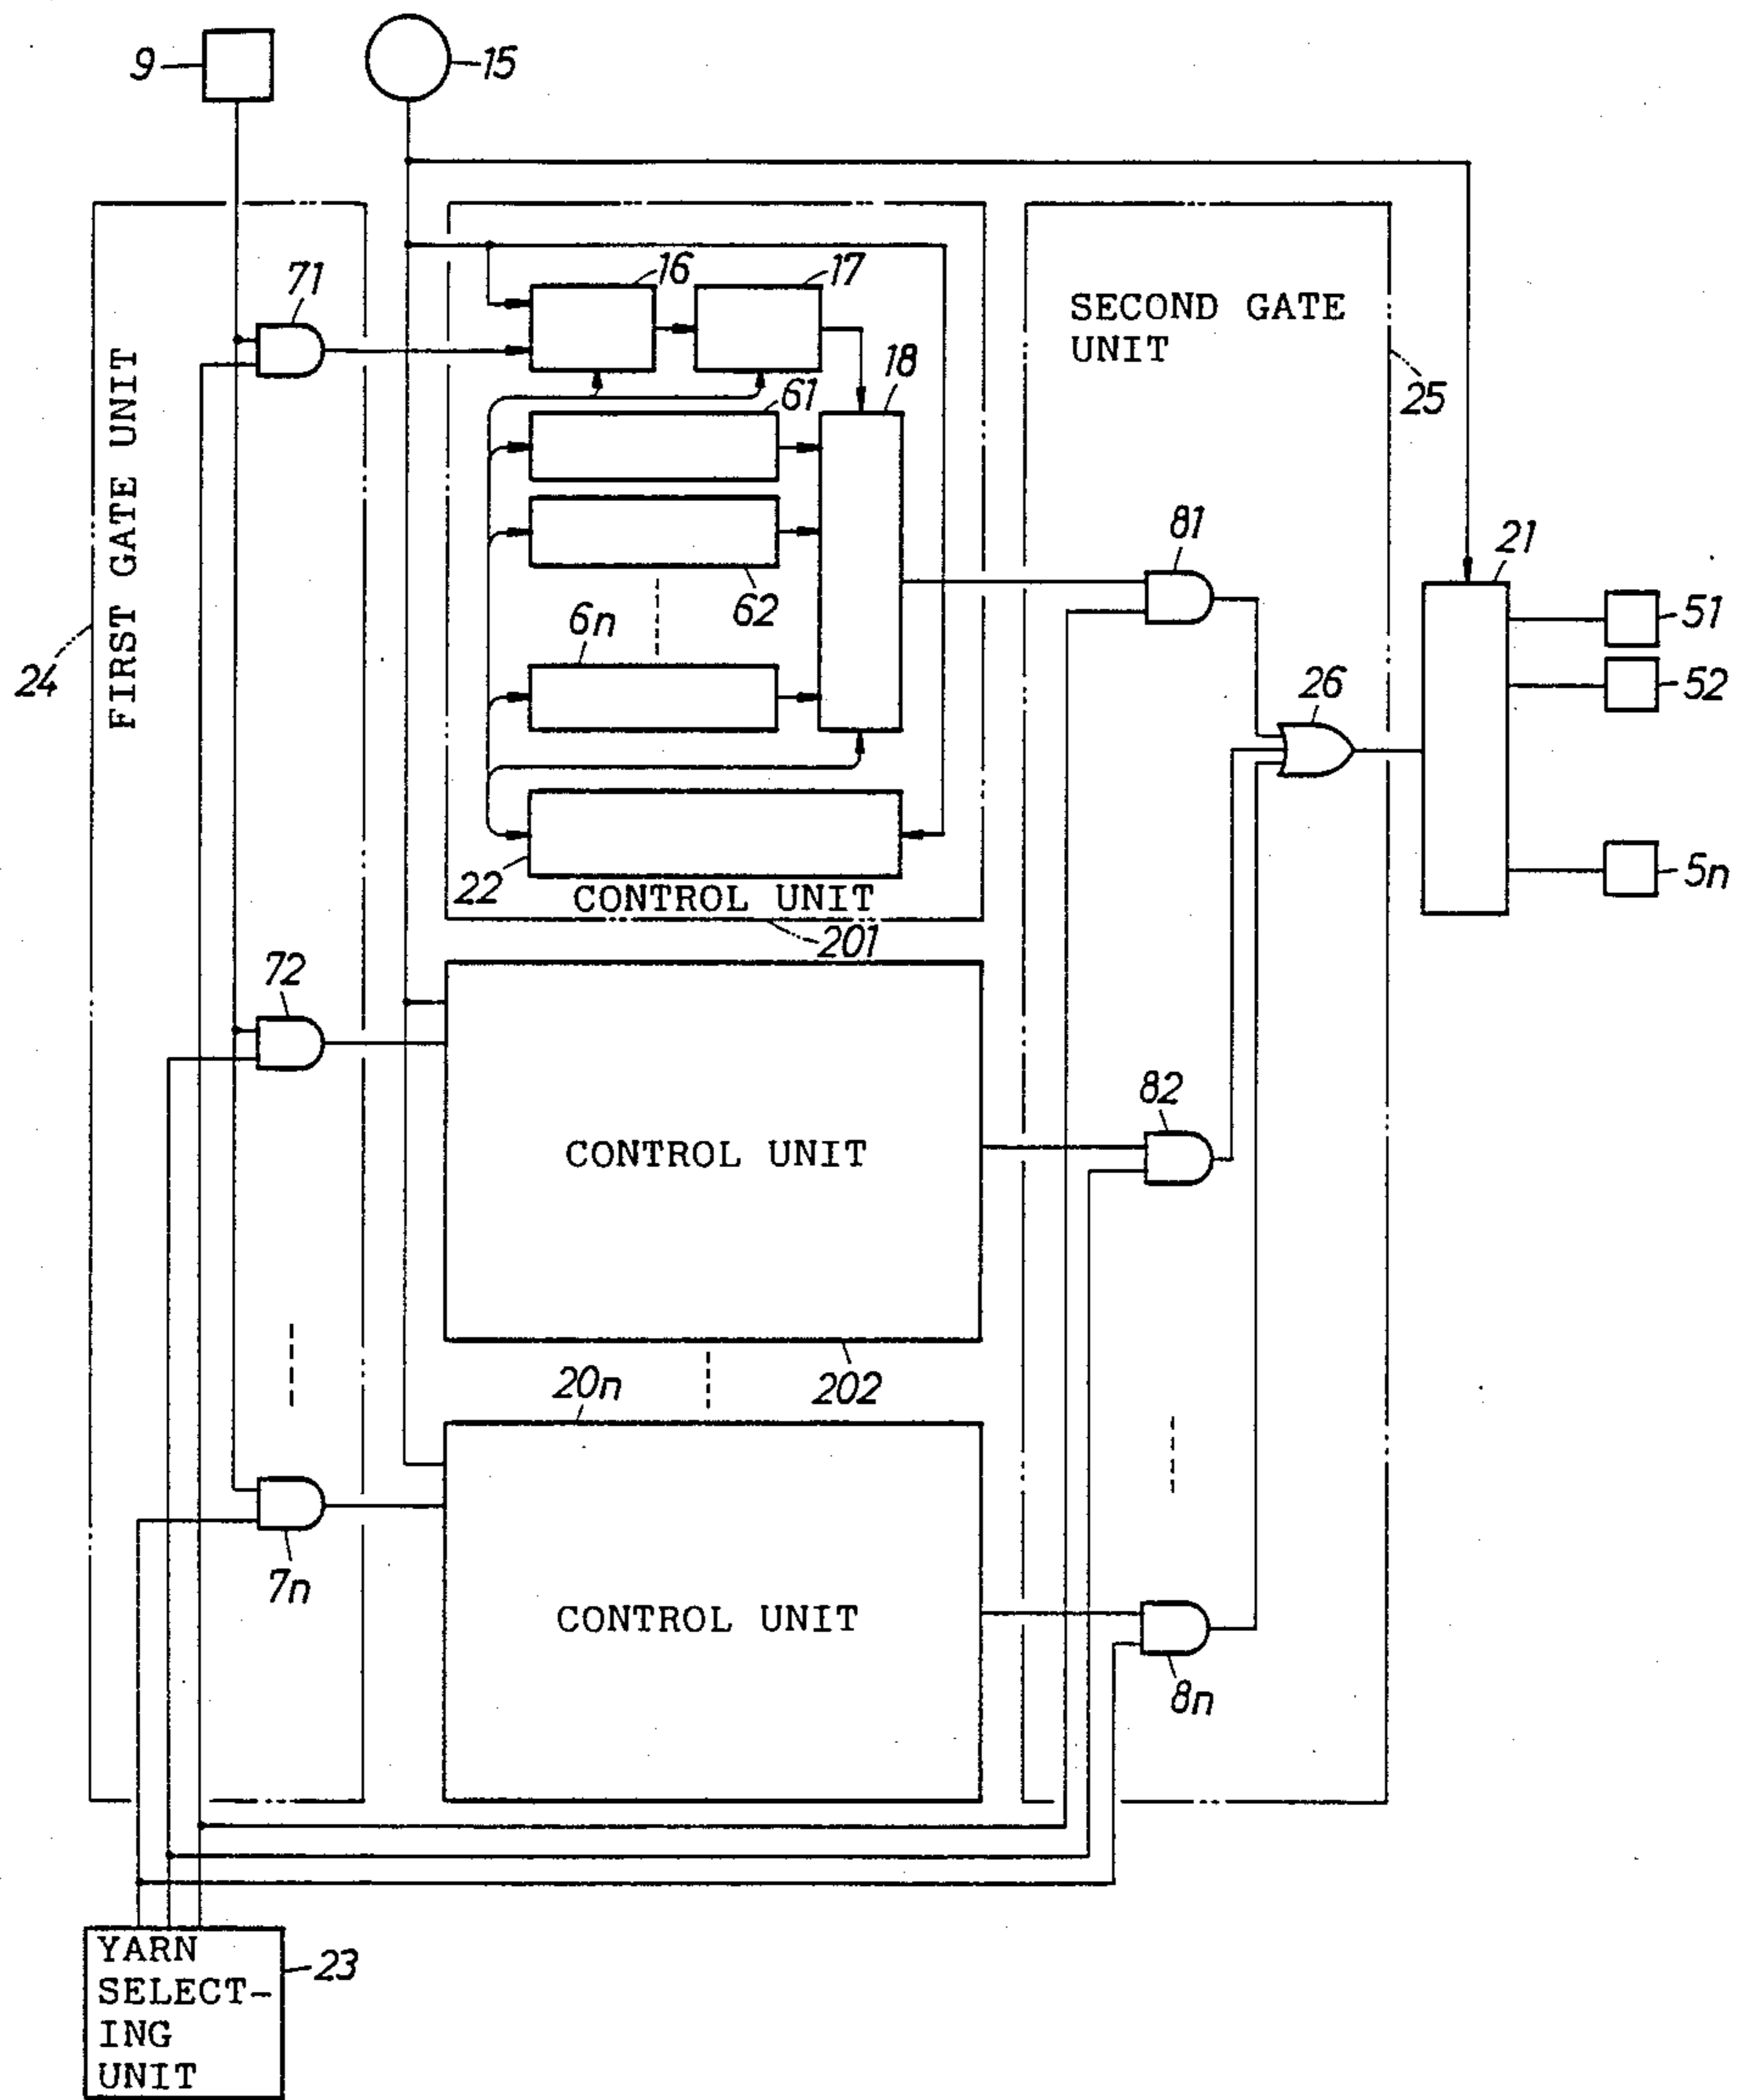 9
15
71
16
17
SECOND GATE
UNIT
18
61
25
FIRST GATE UNIT
62
81
21
51
6n
24
26
52
22
CONTROL UNIT
5n
201
72
82
CONTROL UNIT
20n
202
7n
CONTROL UNIT
8n
YARN
SELECT-
ING
UNIT
23